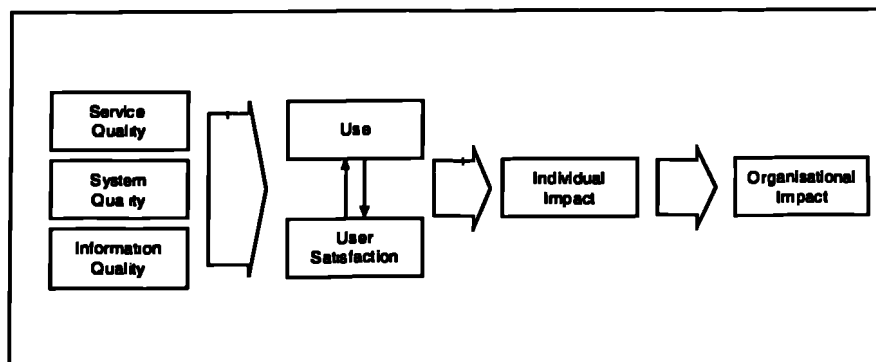 Service
Quality
System
Quality
Information
Quality
Use
User
Satisfaction
Individual
Impact
Organisational
Impact